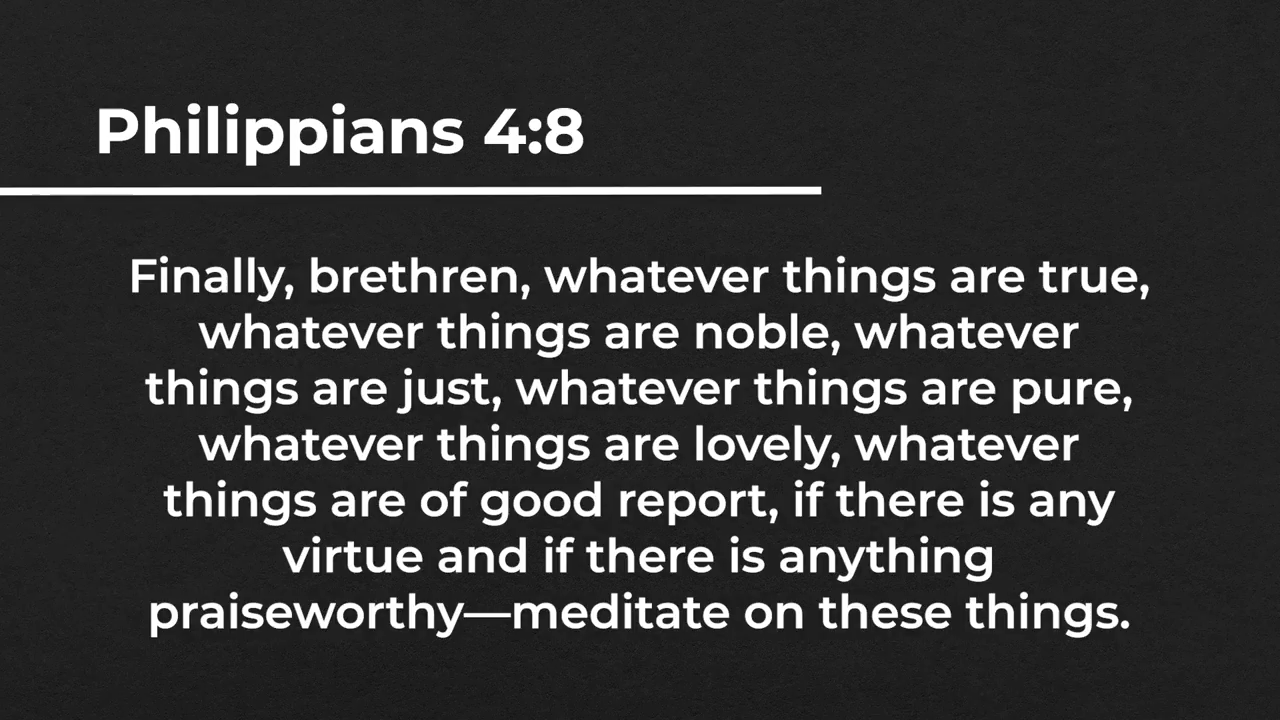 Philippians 4:8
Finally, brethren, whatever things are true,
whatever things are noble, whatever
things are just, whatever things are pure,
whatever things are lovely, whatever
things are of good report, if there is any
virtue and if there is anything
praiseworthy—meditate on these things.